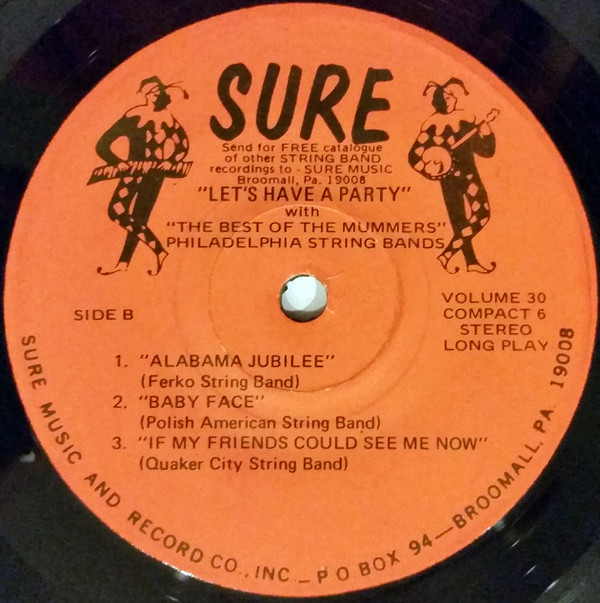 SURE
Send for FREE catalogue
of other STRING BAND
recordings to - SURE MUSIC
Broomall, Pa. 19008
"LET'S HAVE A PARTY"
with
"THE BEST OF THE MUMMERS"
PHILADELPHIA STRING BANDS
SIDE B
VOLUME 30
COMPACT 6
STEREO
LONG PLAY
1. "ALABAMA JUBILEE"
(Ferko String Band)
2. "BABY FACE"
(Polish American String Band)
3. "IF MY FRIENDS COULD SEE ME NOW"
(Quaker City String Band)
SURE MUSIC AND RECORD CO., INC. – P O BOX 94 – BROOMALL, PA. 19008